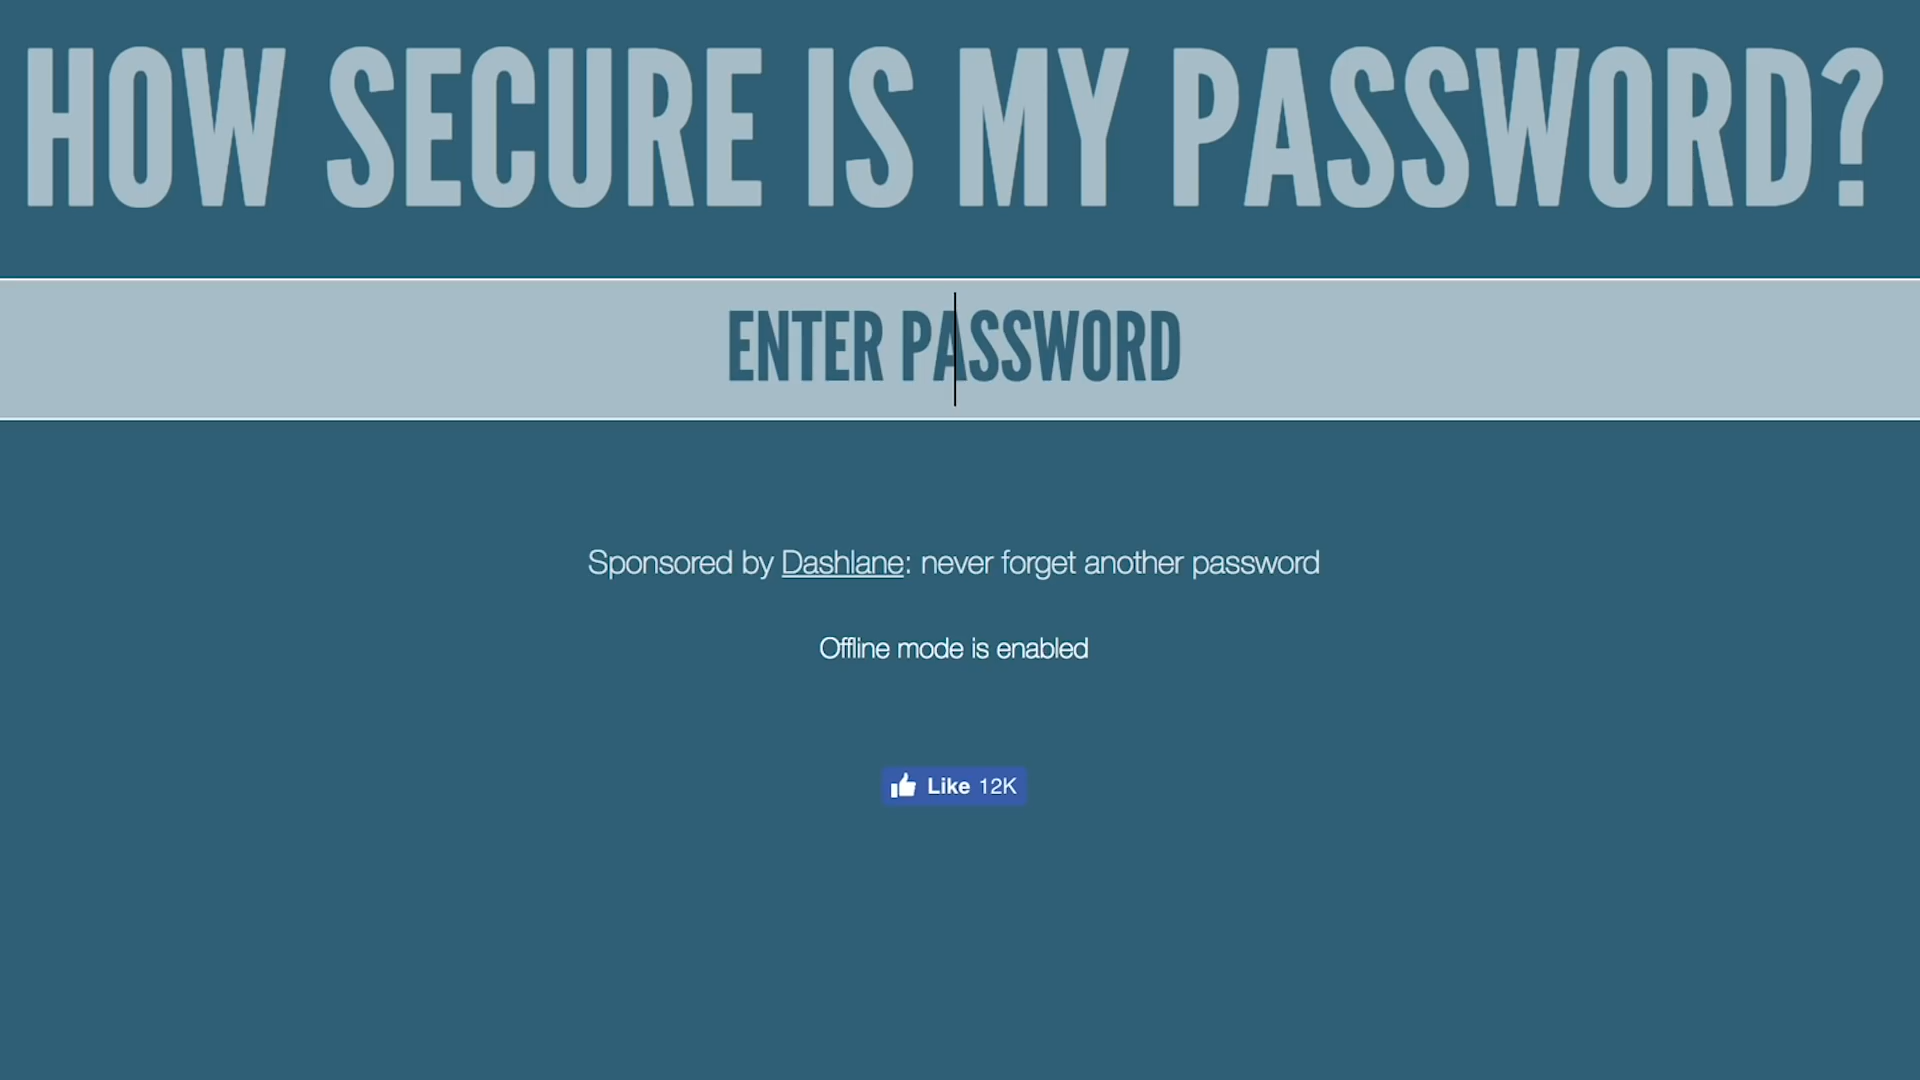 HOW SECURE IS MY PASSWORD?
ENTER PASSWORD
Sponsored by Dashlane: never forget another password
Offline mode is enabled
Like 12K